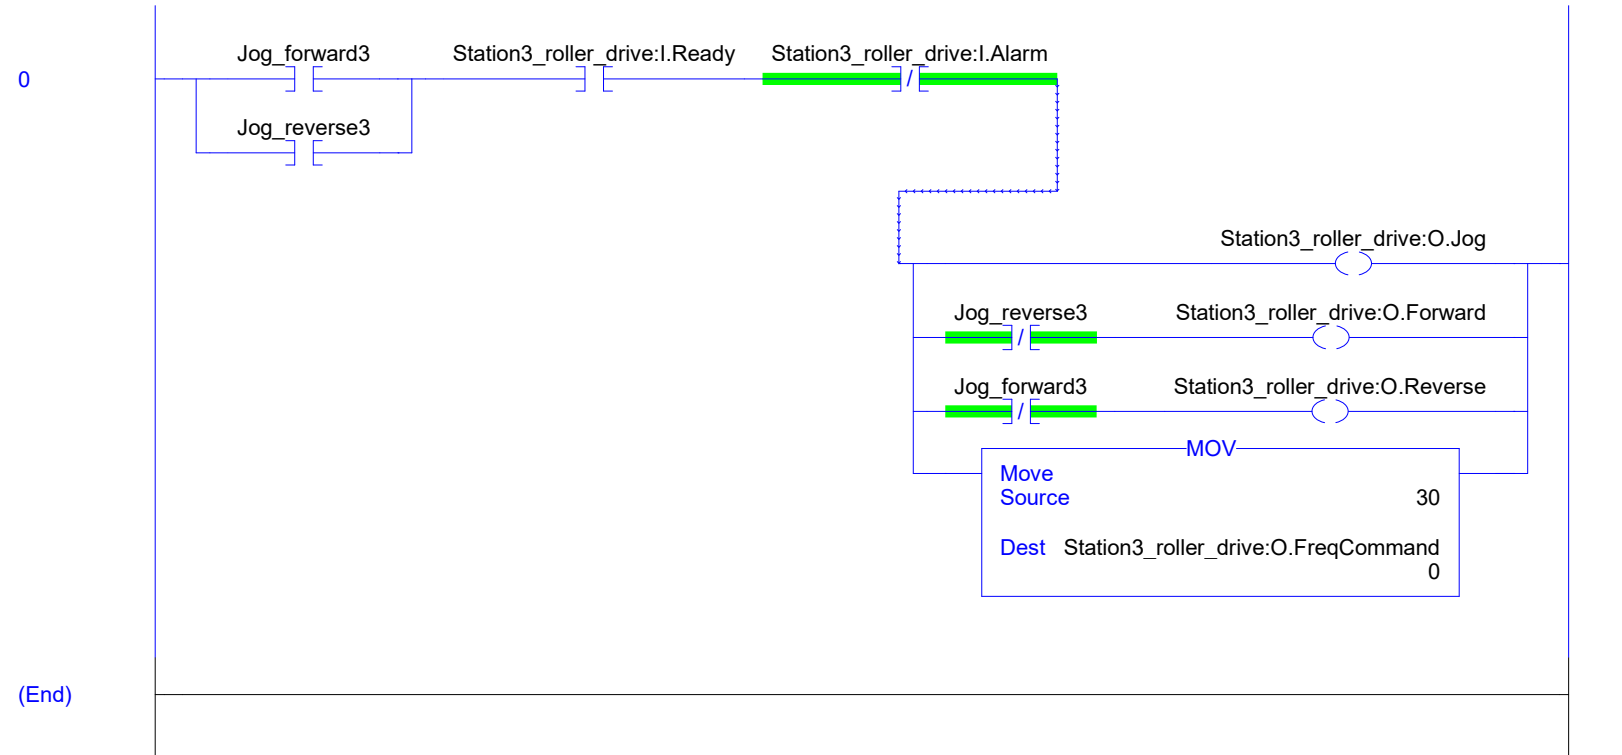 Jog_forward3 Station3_roller_drive:I.Ready Station3_roller_drive:I.Alarm
0
/
Jog_reverse3
Station3_roller_drive:O.Jog
Jog_reverse3 Station3_roller_drive:O.Forward
/
Jog_forward3 Station3_roller_drive:O.Reverse
/
MOV
Move
Source 30
Dest Station3_roller_drive:O.FreqCommand
0
(End)